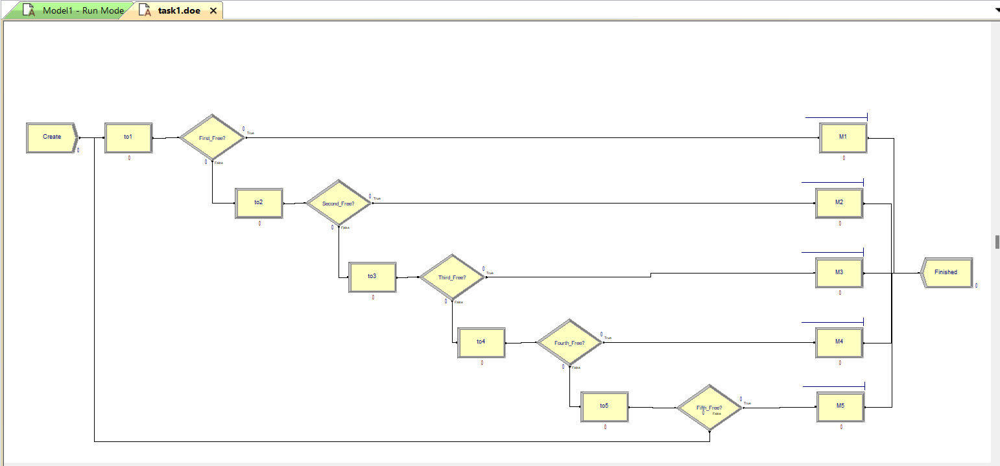 Model1 - Run Mode
task1.doe
Create
0
to1
0
First_Free?
0
True
0
False
M1
0
to2
0
Second_Free?
0
True
0
False
M2
0
to3
0
Third_Free?
0
True
0
False
M3
0
Finished
0
to4
0
Fourth_Free?
0
True
0
False
M4
0
to5
0
Fifth_Free?
0
True
0
False
M5
0